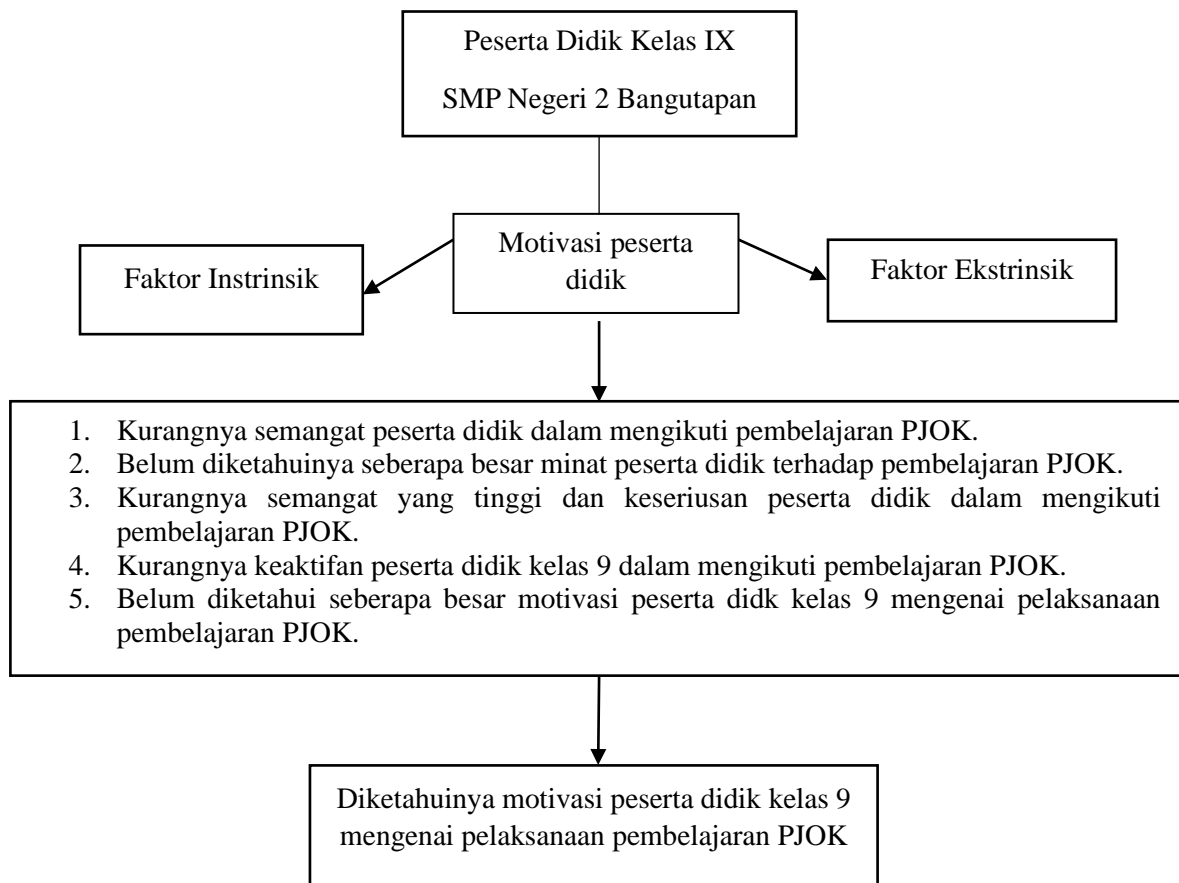 Peserta Didik Kelas IX
SMP Negeri 2 Bangutapan
Motivasi peserta
didik
Faktor Instrinsik
Faktor Ekstrinsik
1. Kurangnya semangat peserta didik dalam mengikuti pembelajaran PJOK.
2. Belum diketahuinya seberapa besar minat peserta didik terhadap pembelajaran PJOK.
3. Kurangnya semangat yang tinggi dan keseriusan peserta didik dalam mengikuti
pembelajaran PJOK.
4. Kurangnya keaktifan peserta didik kelas 9 dalam mengikuti pembelajaran PJOK.
5. Belum diketahui seberapa besar motivasi peserta didk kelas 9 mengenai pelaksanaan
pembelajaran PJOK.
Diketahuinya motivasi peserta didik kelas 9
mengenai pelaksanaan pembelajaran PJOK